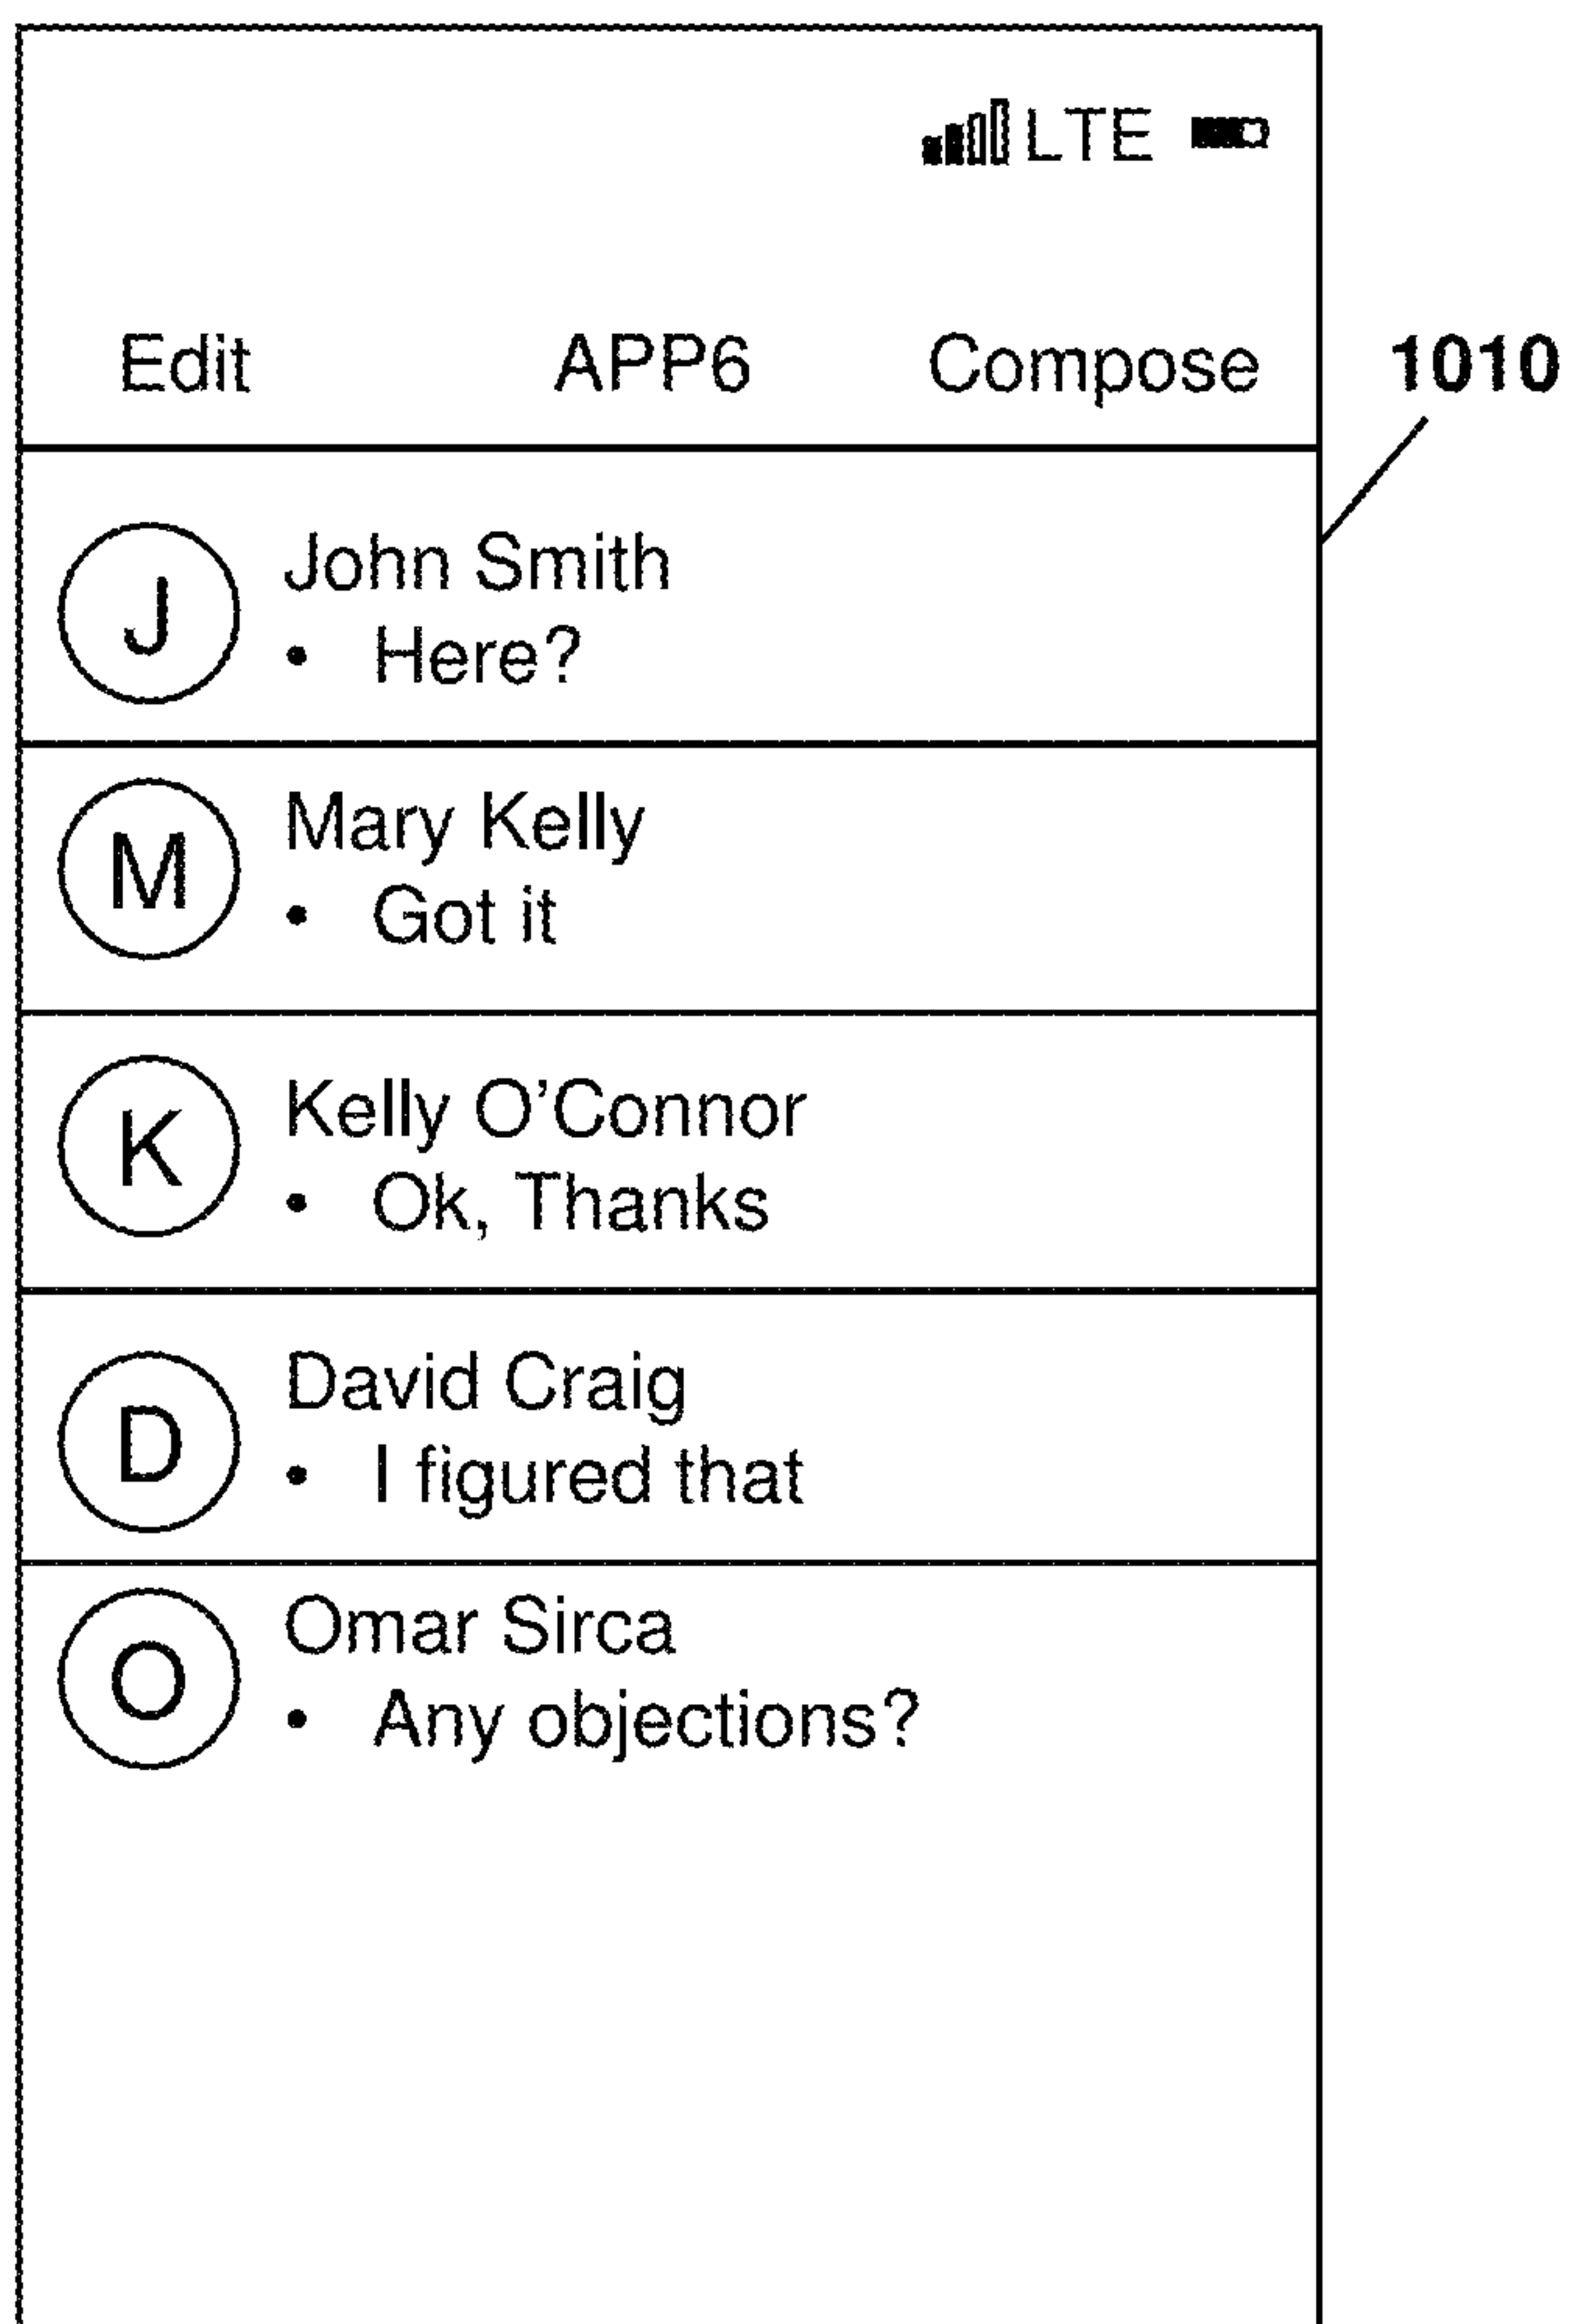 LTE
Edit APP6 Compose 1010
J John Smith
• Here?
M Mary Kelly
• Got it
K Kelly O’Connor
• Ok, Thanks
D David Craig
• I figured that
O Omar Sirca
• Any objections?